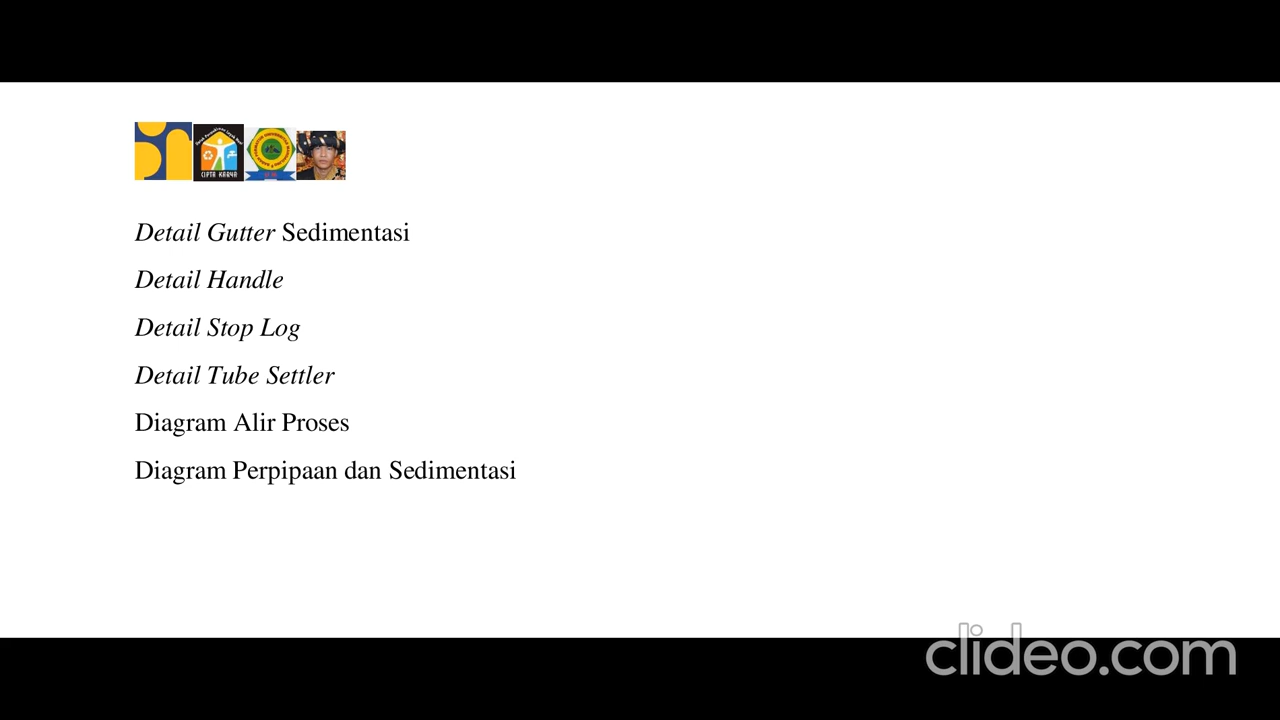 CIPTA KARYA
Detail Gutter Sedimentasi
Detail Handle
Detail Stop Log
Detail Tube Settler
Diagram Alir Proses
Diagram Perpipaan dan Sedimentasi
clideo.com